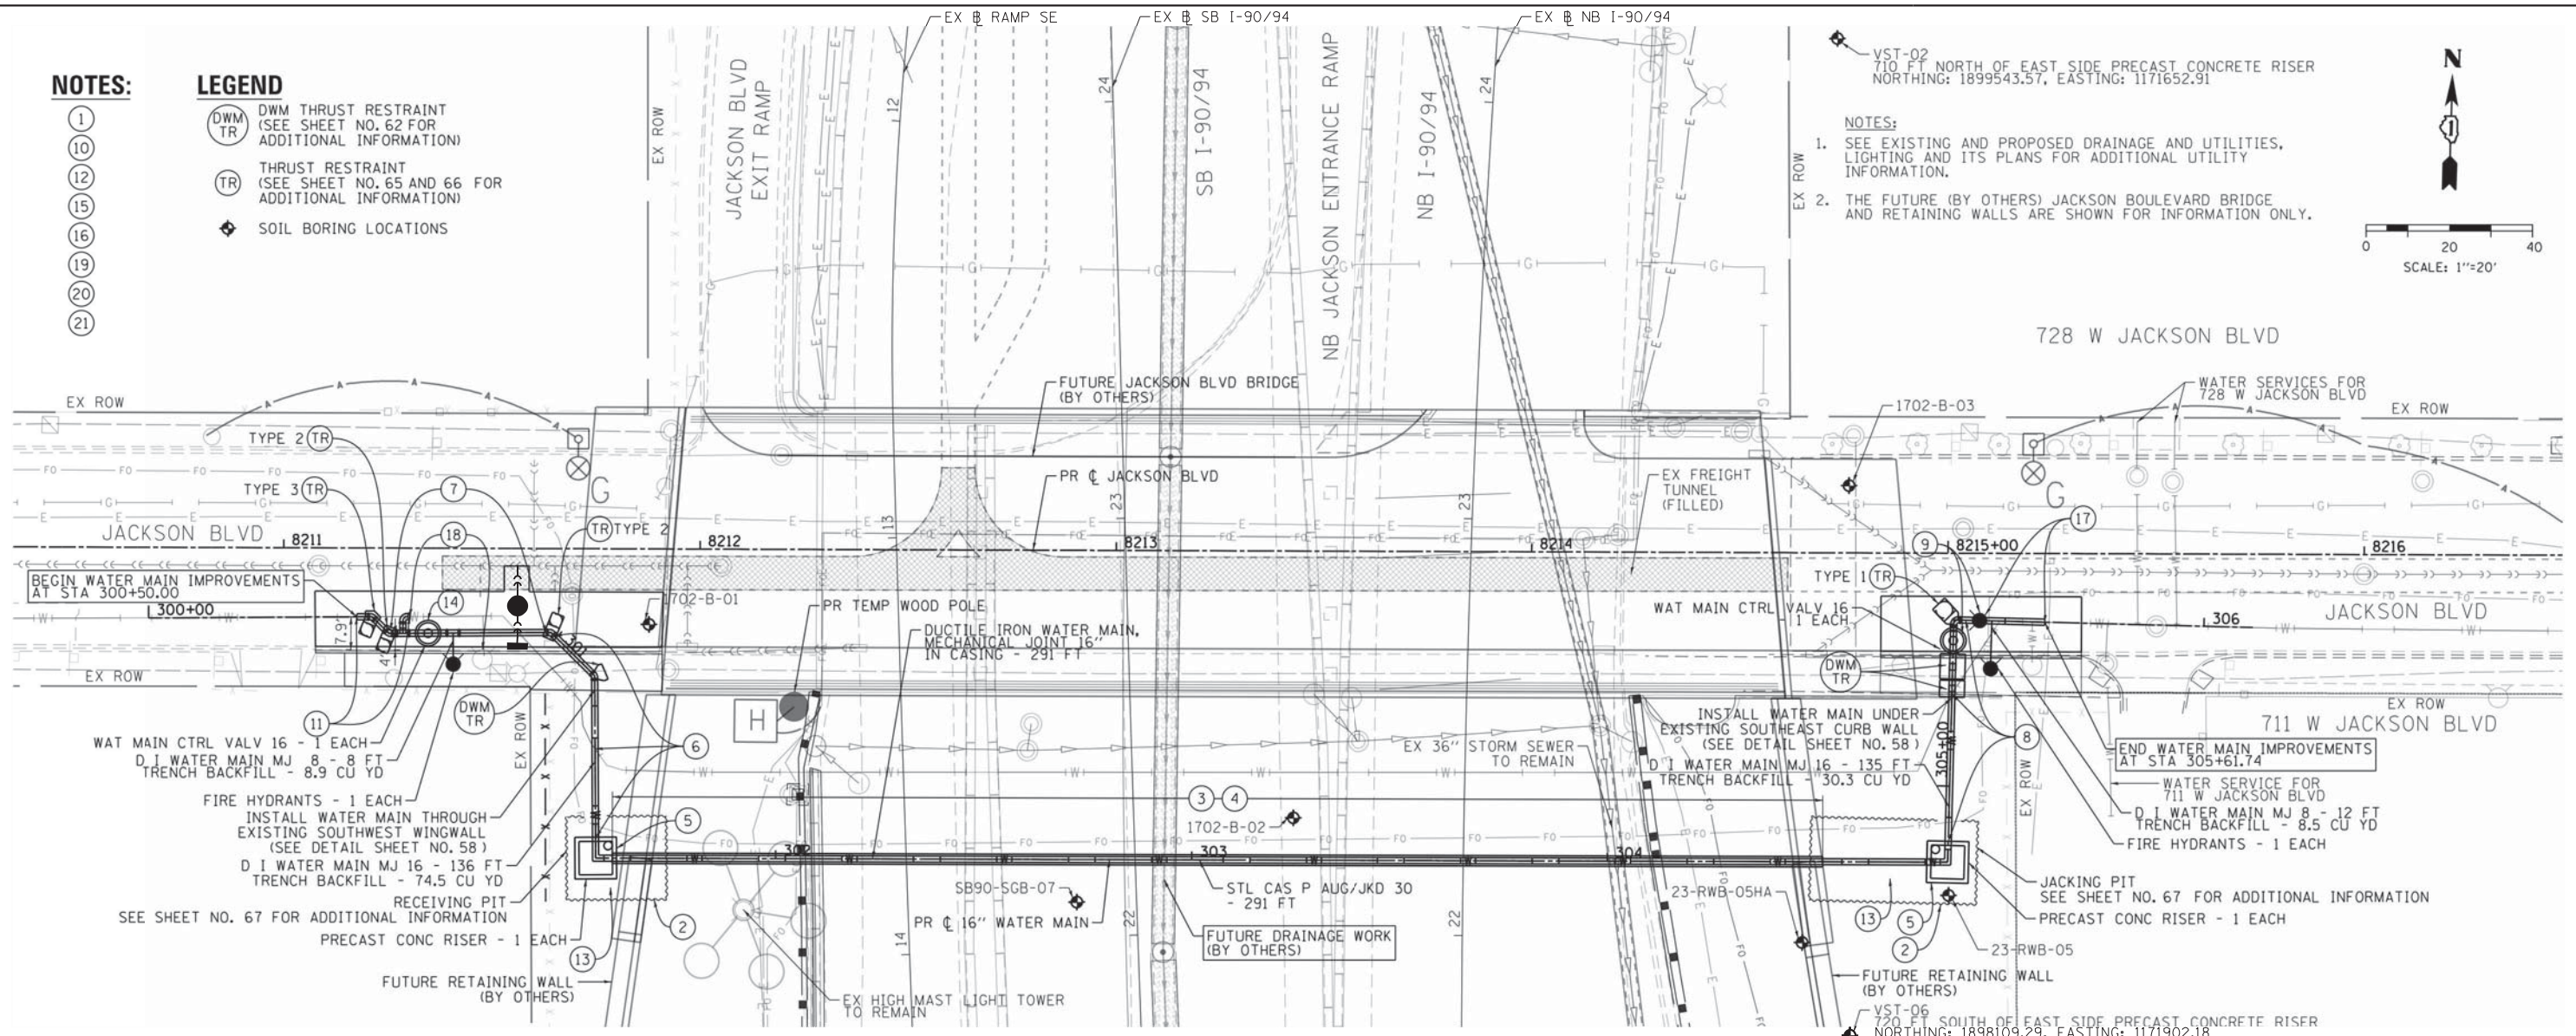 EX ROW
EX ROW
EX ℄ RAMP SE
EX ℄ SB I-90/94
EX ℄ NB I-90/94
NOTES:
1
10
12
15
16
19
20
21
LEGEND
DWM TR
DWM THRUST RESTRAINT
(SEE SHEET NO. 62 FOR
ADDITIONAL INFORMATION)
TR
THRUST RESTRAINT
(SEE SHEET NO. 65 AND 66 FOR
ADDITIONAL INFORMATION)
SOIL BORING LOCATIONS
JACKSON BLVD
EXIT RAMP
12
24
SB I-90/94
NB JACKSON ENTRANCE RAMP
NB I-90/94
24
VST-02
710 FT NORTH OF EAST SIDE PRECAST CONCRETE RISER
NORTHING: 1899543.57, EASTING: 1171652.91
NOTES:
1. SEE EXISTING AND PROPOSED DRAINAGE AND UTILITIES,
LIGHTING AND ITS PLANS FOR ADDITIONAL UTILITY
INFORMATION.
2. THE FUTURE (BY OTHERS) JACKSON BOULEVARD BRIDGE
AND RETAINING WALLS ARE SHOWN FOR INFORMATION ONLY.
N
0 20 40
SCALE: 1"=20'
728 W JACKSON BLVD
WATER SERVICES FOR
728 W JACKSON BLVD
EX ROW
EX ROW
FUTURE JACKSON BLVD BRIDGE
(BY OTHERS)
1702-B-03
TYPE 2 TR
TYPE 3 TR
7
18
TR TYPE 2
G
PR ℄ JACKSON BLVD
EX FREIGHT
TUNNEL
(FILLED)
13
23
23
G
17
9
JACKSON BLVD
8211
8212
8213
8214
8215+00
8216
BEGIN WATER MAIN IMPROVEMENTS
AT STA 300+50.00
300+00
14
7.9'
4'
301
1702-B-01
PR TEMP WOOD POLE
DUCTILE IRON WATER MAIN,
MECHANICAL JOINT 16"
IN CASING - 291 FT
TYPE 1 TR
WAT MAIN CTRL VALV 16
- 1 EACH
306
JACKSON BLVD
EX ROW
11
DWM TR
EX ROW
H
6
DWM TR
EX ROW
711 W JACKSON BLVD
WAT MAIN CTRL VALV 16 - 1 EACH
D I WATER MAIN MJ 8 - 8 FT
TRENCH BACKFILL - 8.9 CU YD
FIRE HYDRANTS - 1 EACH
INSTALL WATER MAIN THROUGH
EXISTING SOUTHWEST WINGWALL
(SEE DETAIL SHEET NO. 58)
D I WATER MAIN MJ 16 - 136 FT
TRENCH BACKFILL - 74.5 CU YD
RECEIVING PIT
SEE SHEET NO. 67 FOR ADDITIONAL INFORMATION
PRECAST CONC RISER - 1 EACH
13
FUTURE RETAINING WALL
(BY OTHERS)
5
2
EX HIGH MAST LIGHT TOWER
TO REMAIN
3 4
1702-B-02
302
303
304
SB90-SGB-07
STL CAS P AUG/JKD 30
- 291 FT
PR ℄ 16" WATER MAIN
14
22
22
FUTURE DRAINAGE WORK
(BY OTHERS)
EX 36" STORM SEWER
TO REMAIN
INSTALL WATER MAIN UNDER
EXISTING SOUTHEAST CURB WALL
(SEE DETAIL SHEET NO. 58)
D I WATER MAIN MJ 16 - 135 FT
TRENCH BACKFILL - 30.3 CU YD
305+00
8
EX ROW
END WATER MAIN IMPROVEMENTS
AT STA 305+61.74
WATER SERVICE FOR
711 W JACKSON BLVD
D I WATER MAIN MJ 8 - 12 FT
TRENCH BACKFILL - 8.5 CU YD
FIRE HYDRANTS - 1 EACH
23-RWB-05HA
JACKING PIT
SEE SHEET NO. 67 FOR ADDITIONAL INFORMATION
PRECAST CONC RISER - 1 EACH
13
5
2
23-RWB-05
FUTURE RETAINING WALL
(BY OTHERS)
VST-06
720 FT SOUTH OF EAST SIDE PRECAST CONCRETE RISER
NORTHING: 1898109.29, EASTING: 1171902.18